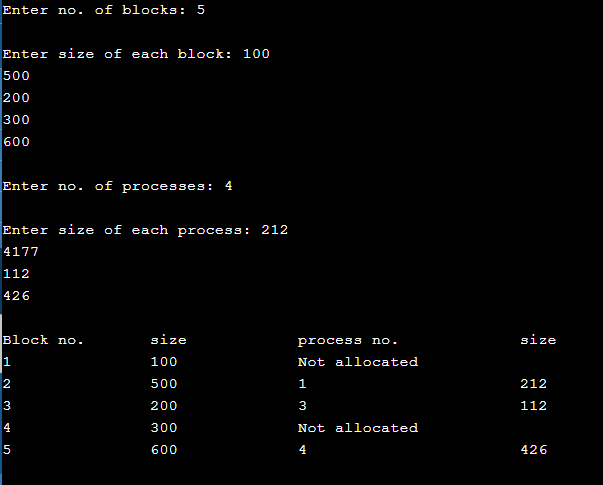 Enter no. of blocks: 5
Enter size of each block: 100
500
200
300
600
Enter no. of processes: 4
Enter size of each process: 212
4177
112
426
Block no. size process no. size
1 100 Not allocated
2 500 1 212
3 200 3 112
4 300 Not allocated
5 600 4 426